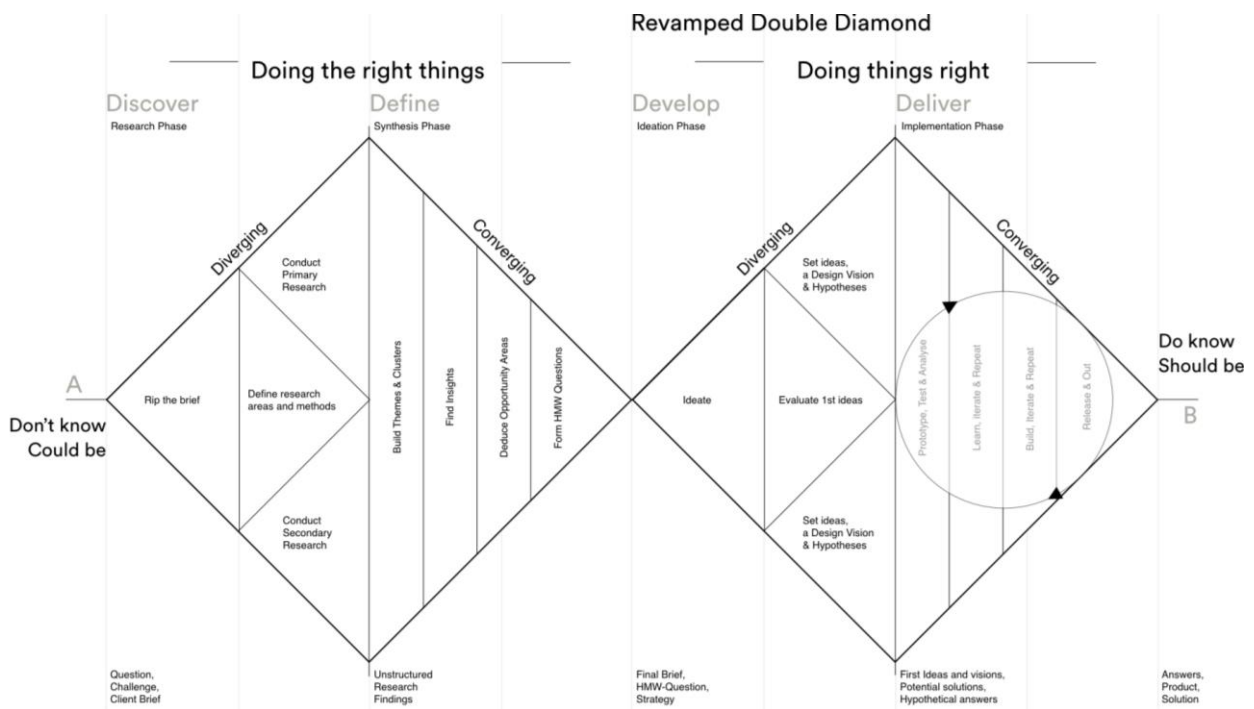 Revamped Double Diamond
Doing the right things
Doing things right
Discover
Research Phase
Define
Synthesis Phase
Develop
Ideation Phase
Deliver
Implementation Phase
Diverging
Converging
Diverging
Converging
A
Don't know
Could be
Rip the brief
Conduct
Primary
Research
Define research
areas and methods
Conduct
Secondary
Research
Build Themes & Clusters
Find Insights
Deduce Opportunity Areas
Form HMW Questions
Ideate
Set ideas,
a Design Vision
& Hypotheses
Evaluate 1st ideas
Set ideas,
a Design Vision
& Hypotheses
Prototype, Test & Analyse
Learn, Iterate & Repeat
Build, Iterate & Repeat
Release & Out
Do know
Should be
B
Question,
Challenge,
Client Brief
Unstructured
Research
Findings
Final Brief,
HMW-Question,
Strategy
First Ideas and visions,
Potential solutions,
Hypothetical answers
Answers,
Product,
Solution